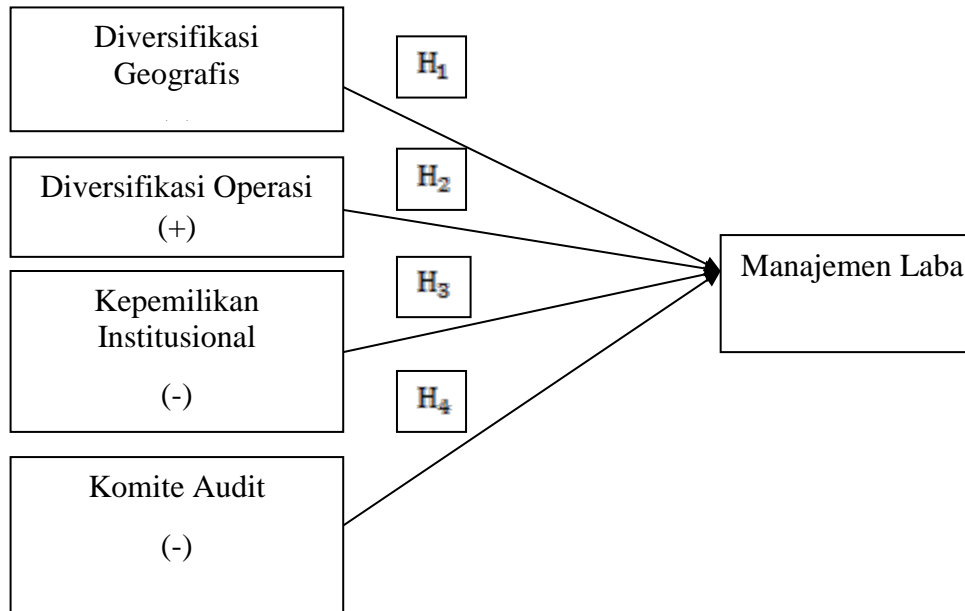 Diversifikasi
Geografis
H₁
Diversifikasi Operasi
(+)
H₂
Kepemilikan
Institusional
(-)
H₃
Komite Audit
(-)
H₄
Manajemen Laba